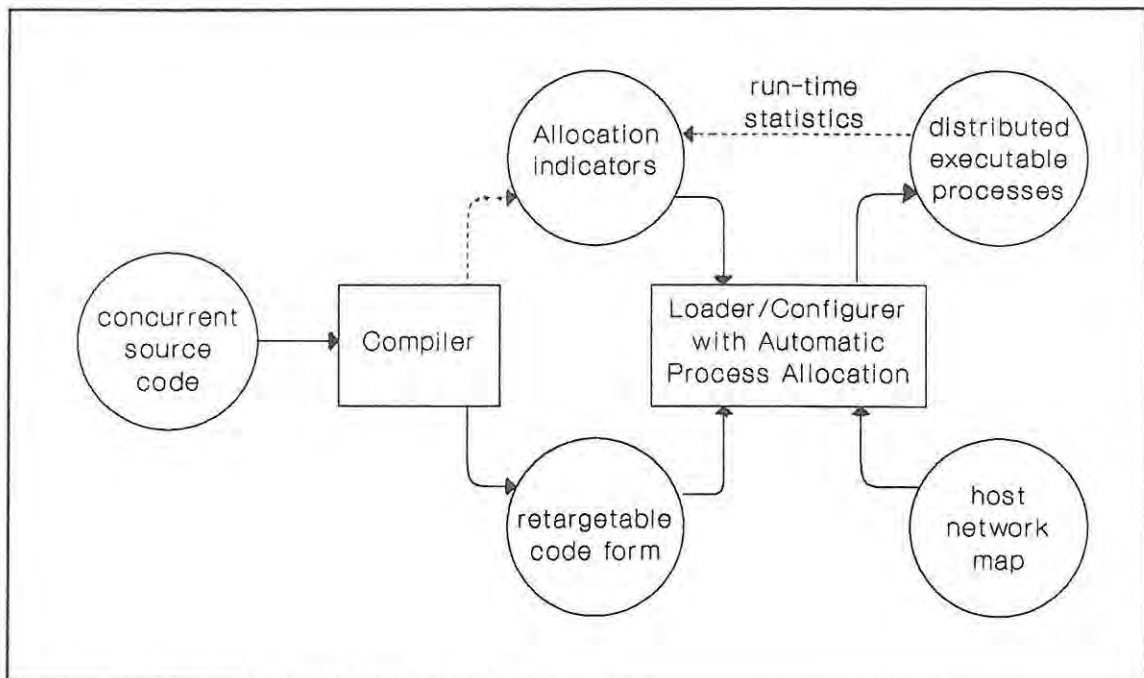 run-time
statistics
Allocation
indicators
distributed
executable
processes
concurrent
source
code
Compiler
Loader/Configurer
with Automatic
Process Allocation
retargetable
code form
host
network
map